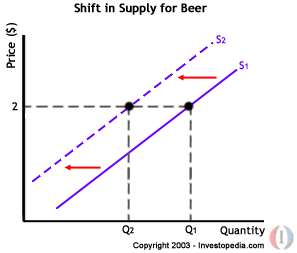 Shift in Supply for Beer
Price ($)
S2
S1
2
Q2
Q1
Quantity
Copyright 2003 - Investopedia.com